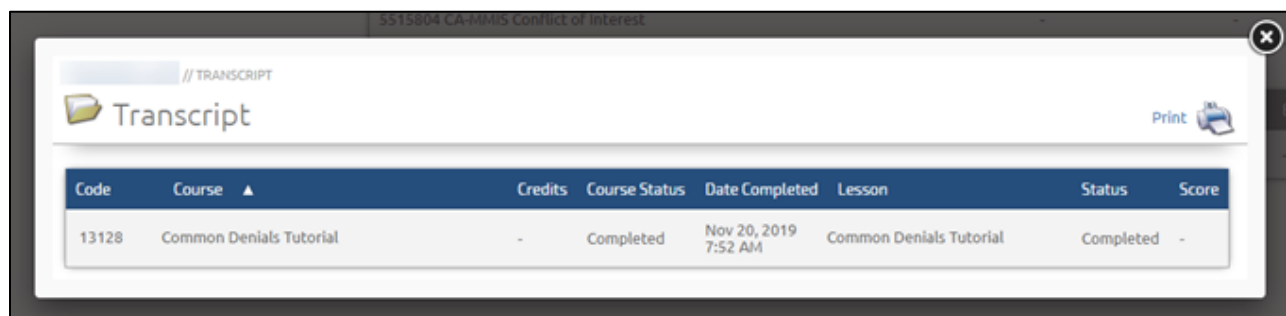 5515804 CA-MMIS Conflict of Interest - -
// TRANSCRIPT
Transcript
Print
Code Course ▲ Credits Course Status Date Completed Lesson Status Score
13128 Common Denials Tutorial - Completed Nov 20, 2019 Common Denials Tutorial Completed -
7:52 AM